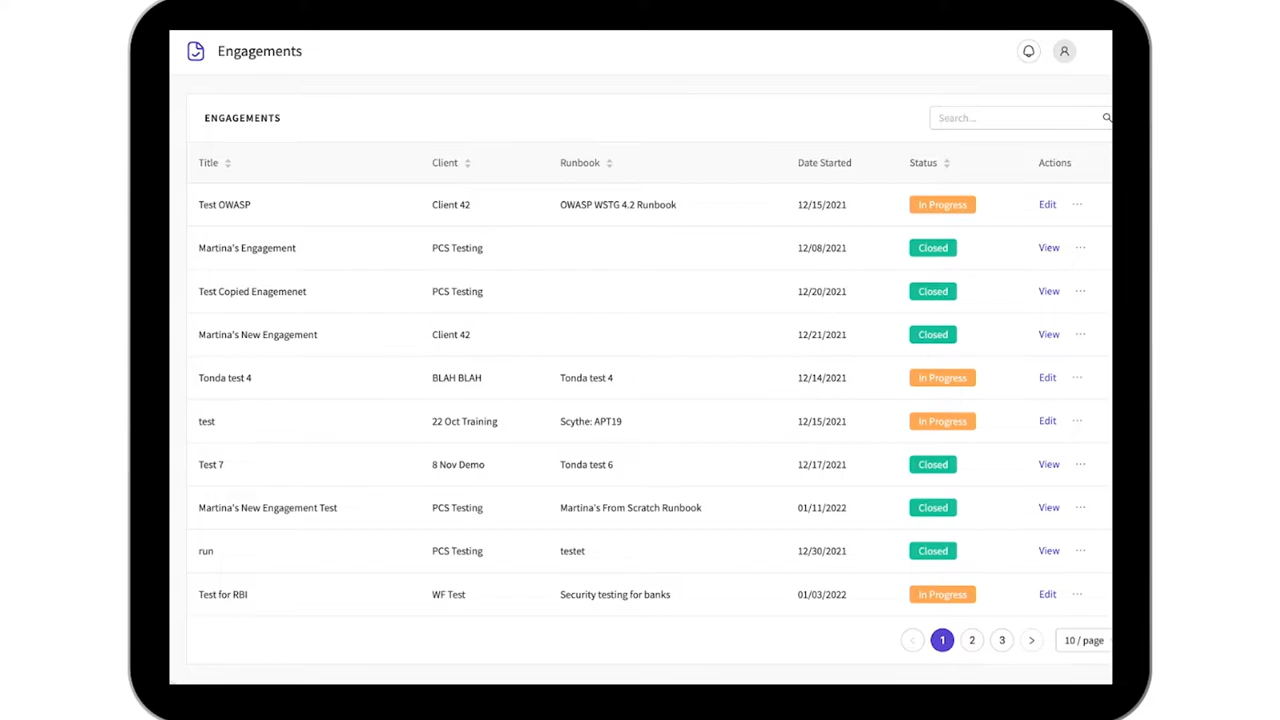 Engagements
ENGAGEMENTS
Search...
Title Client Runbook Date Started Status Actions
Test OWASP Client 42 OWASP WSTG 4.2 Runbook 12/15/2021 In Progress Edit ...
Martina's Engagement PCS Testing 12/08/2021 Closed View ...
Test Copied Enagemenet PCS Testing 12/20/2021 Closed View ...
Martina's New Engagement Client 42 12/21/2021 Closed View ...
Tonda test 4 BLAH BLAH Tonda test 4 12/14/2021 In Progress Edit ...
test 22 Oct Training Scythe: APT19 12/15/2021 In Progress Edit ...
Test 7 8 Nov Demo Tonda test 6 12/17/2021 Closed View ...
Martina's New Engagement Test PCS Testing Martina's From Scratch Runbook 01/11/2022 Closed View ...
run PCS Testing testet 12/30/2021 Closed View ...
Test for RBI WF Test Security testing for banks 01/03/2022 In Progress Edit ...
< 1 2 3 > 10 / page